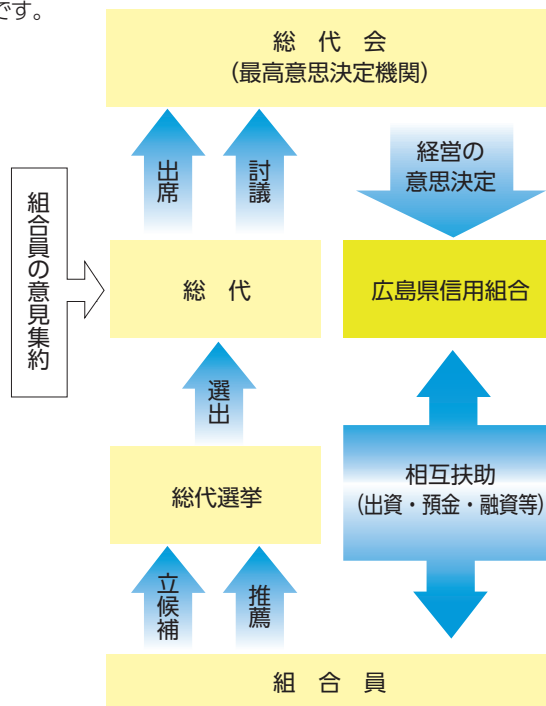 です。
総代会
(最高意思決定機関)
出席
討議
経営の
意思決定
組合員の意見集約
総代
広島県信用組合
選出
総代選挙
相互扶助
(出資・預金・融資等)
立候補
推薦
組合員